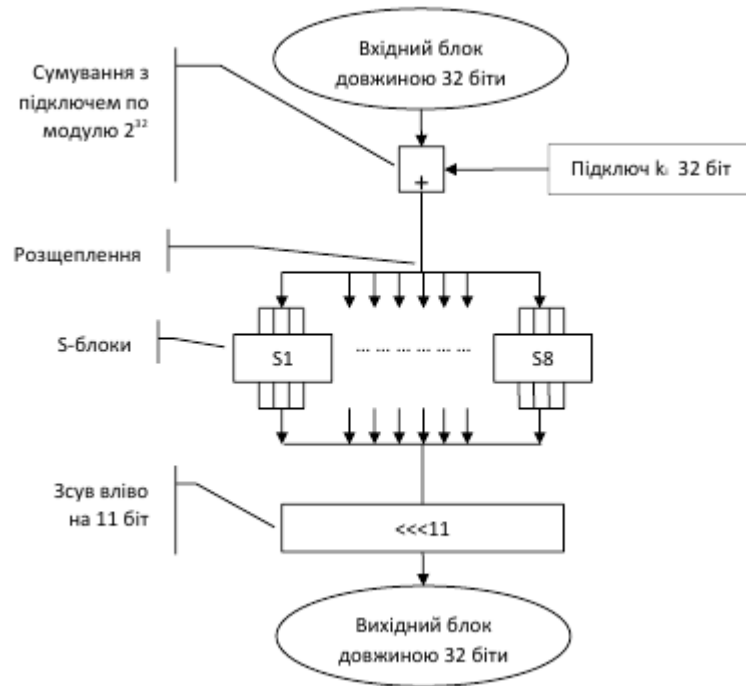 Вхідний блок
довжиною 32 біти
Сумування з
підключем по
модулю 2³²
+
Підключ kᵢ 32 біт
Розщеплення
S-блоки
S1
... ... ... ... ... ...
S8
Зсув вліво
на 11 біт
<<<11
Вихідний блок
довжиною 32 біти